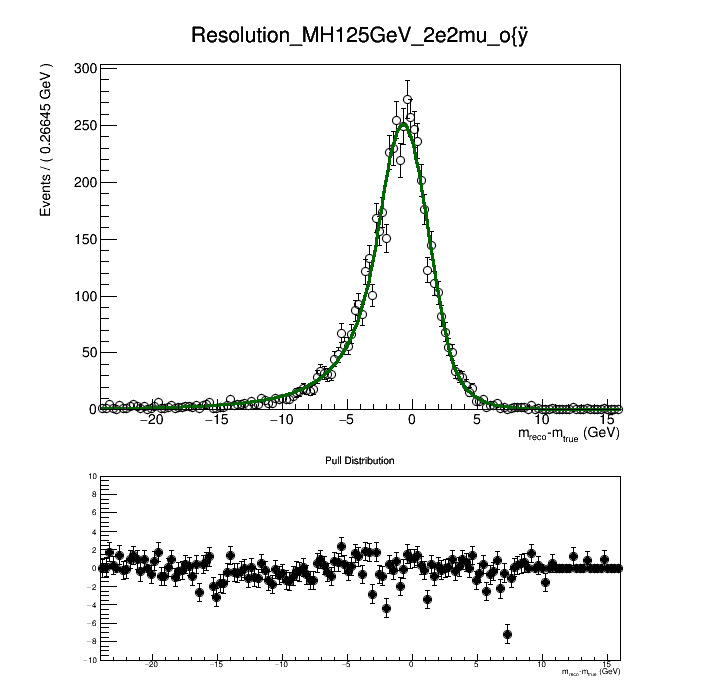 Resolution_MH125GeV_2e2mu_o{ÿ
Events / ( 0.26645 GeV )
300
250
200
150
100
50
0
−20 −15 −10 −5 0 5 10 15
m_reco-m_true (GeV)
Pull Distribution
10
8
6
4
2
0
−2
−4
−6
−8
−10
−20 −15 −10 −5 0 5 10 15
m_reco-m_true (GeV)